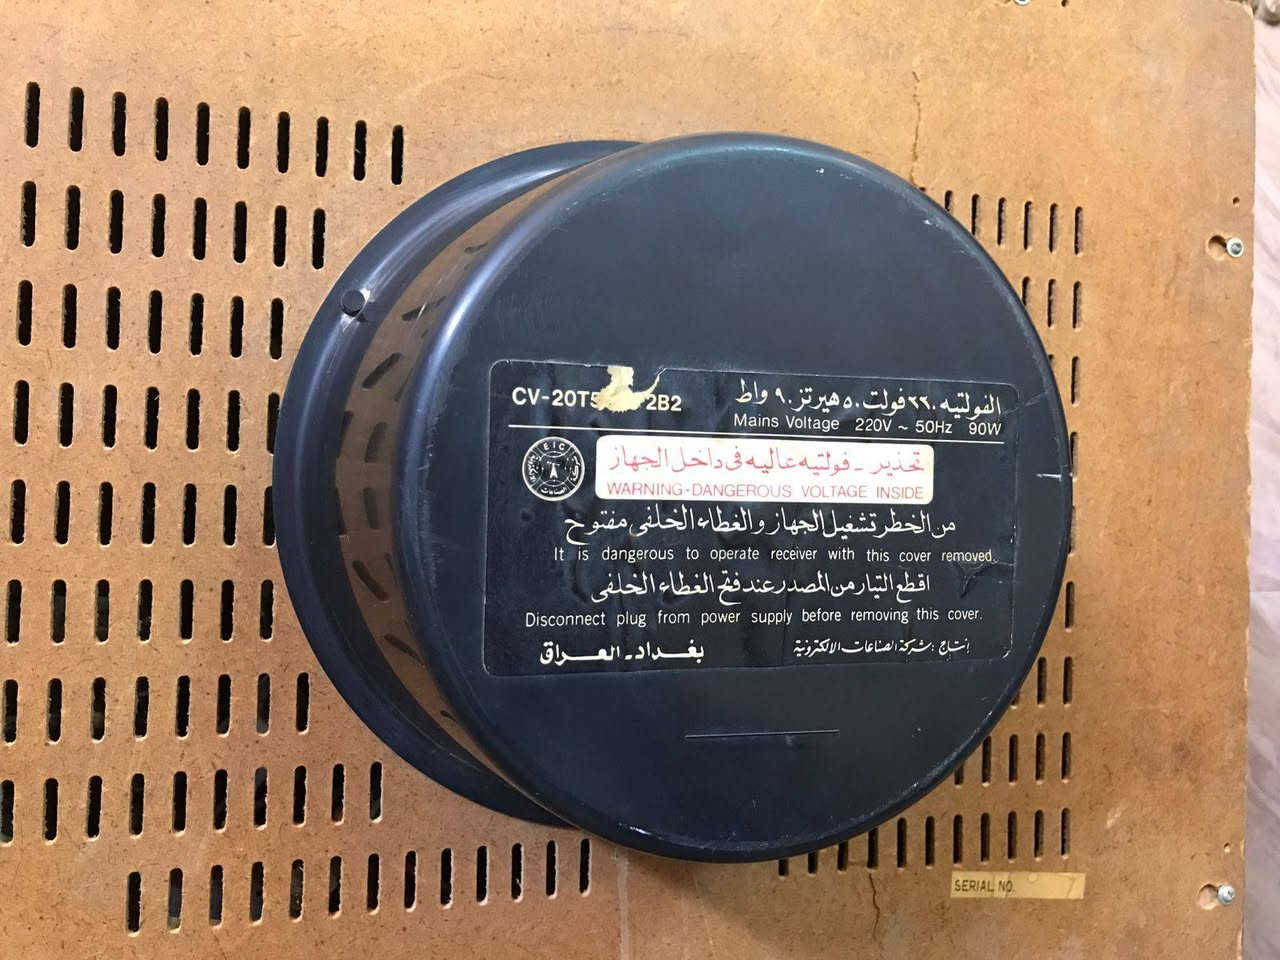 CV-20T5 2B2
الفولتيه ٢٢٠ فولت ٥٠ هيرتز ٩٠ واط
Mains Voltage 220V ~ 50Hz 90W
EIC
تحذير - فولتيه عاليه فى داخل الجهاز
WARNING-DANGEROUS VOLTAGE INSIDE
من الخطر تشغيل الجهاز والغطاء الخلفى مفتوح
It is dangerous to operate receiver with this cover removed.
اقطع التيار من المصدر عند فتح الغطاء الخلفى
Disconnect plug from power supply before removing this cover.
إنتاج : شركة الصناعات الالكترونية
بغداد - العراق
SERIAL NO.